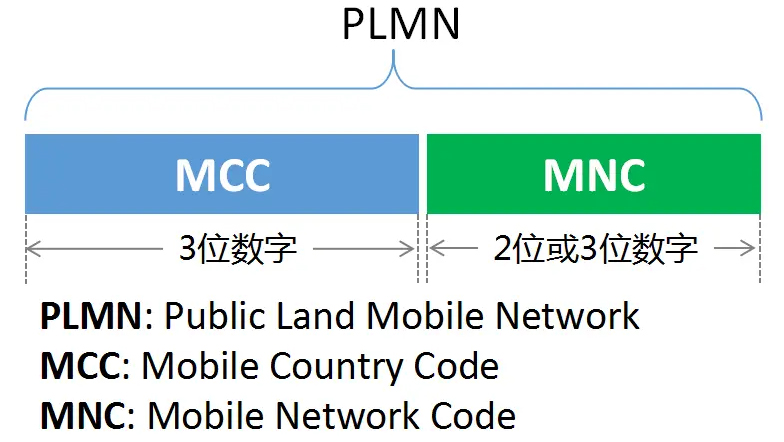 PLMN
MCC MNC
3位数字 2位或3位数字
PLMN: Public Land Mobile Network
MCC: Mobile Country Code
MNC: Mobile Network Code